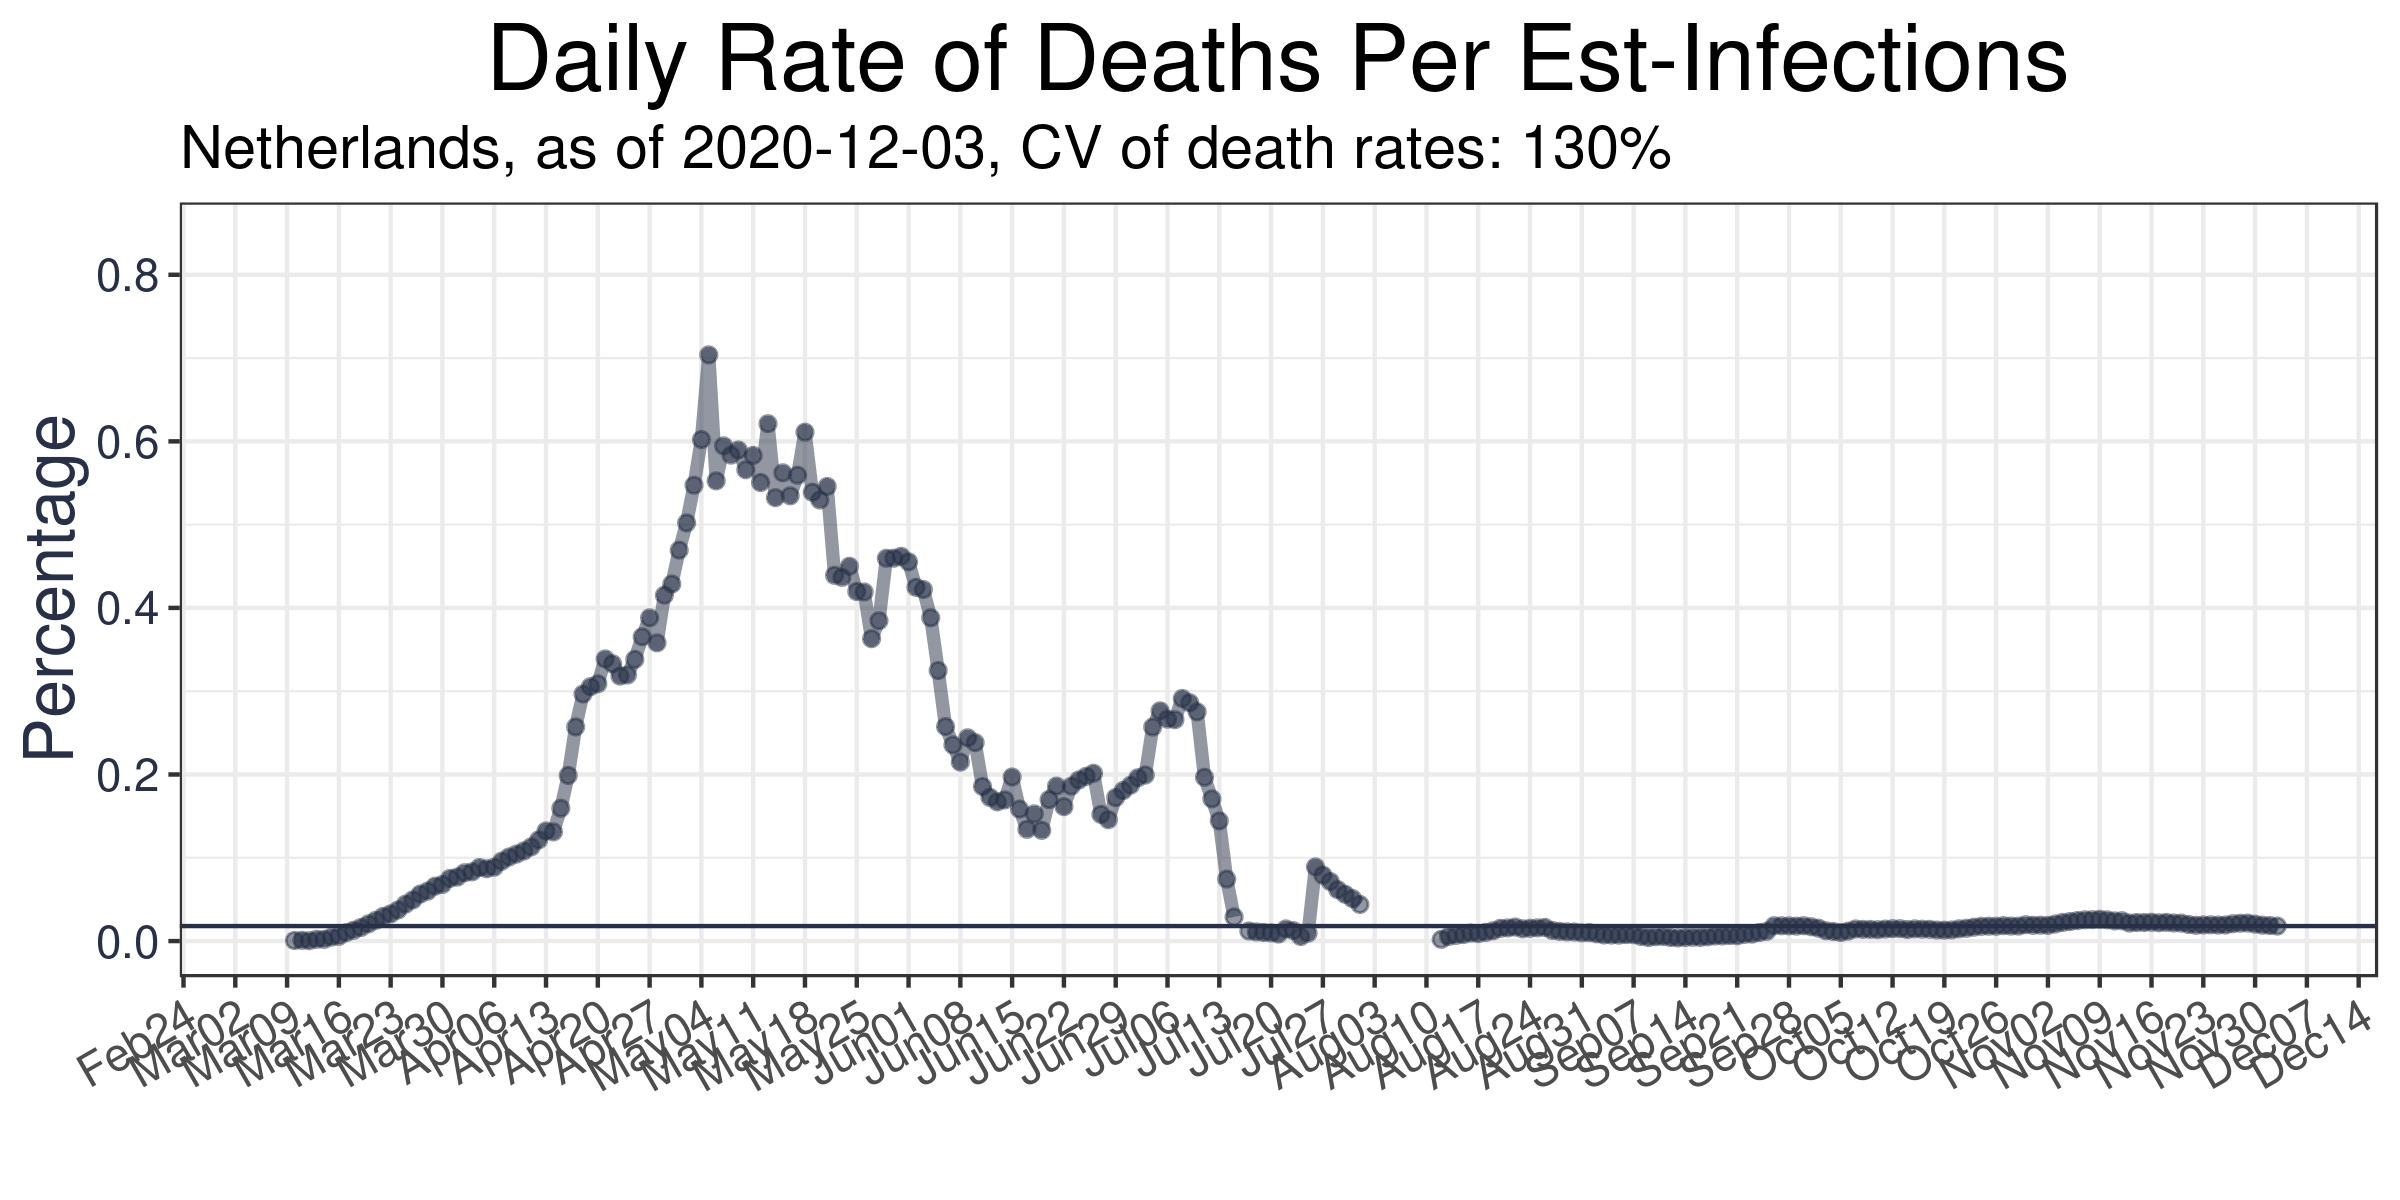 Daily Rate of Deaths Per Est-Infections
Netherlands, as of 2020-12-03, CV of death rates: 130%
Percentage
0.8
0.6
0.4
0.2
0.0
Feb24
Mar02
Mar09
Mar16
Mar23
Mar30
Apr06
Apr13
Apr20
Apr27
May04
May11
May18
May25
Jun01
Jun08
Jun15
Jun22
Jun29
Jul06
Jul13
Jul20
Jul27
Aug03
Aug10
Aug17
Aug24
Aug31
Sep07
Sep14
Sep21
Sep28
Oct05
Oct12
Oct19
Oct26
Nov02
Nov09
Nov16
Nov23
Nov30
Dec07
Dec14